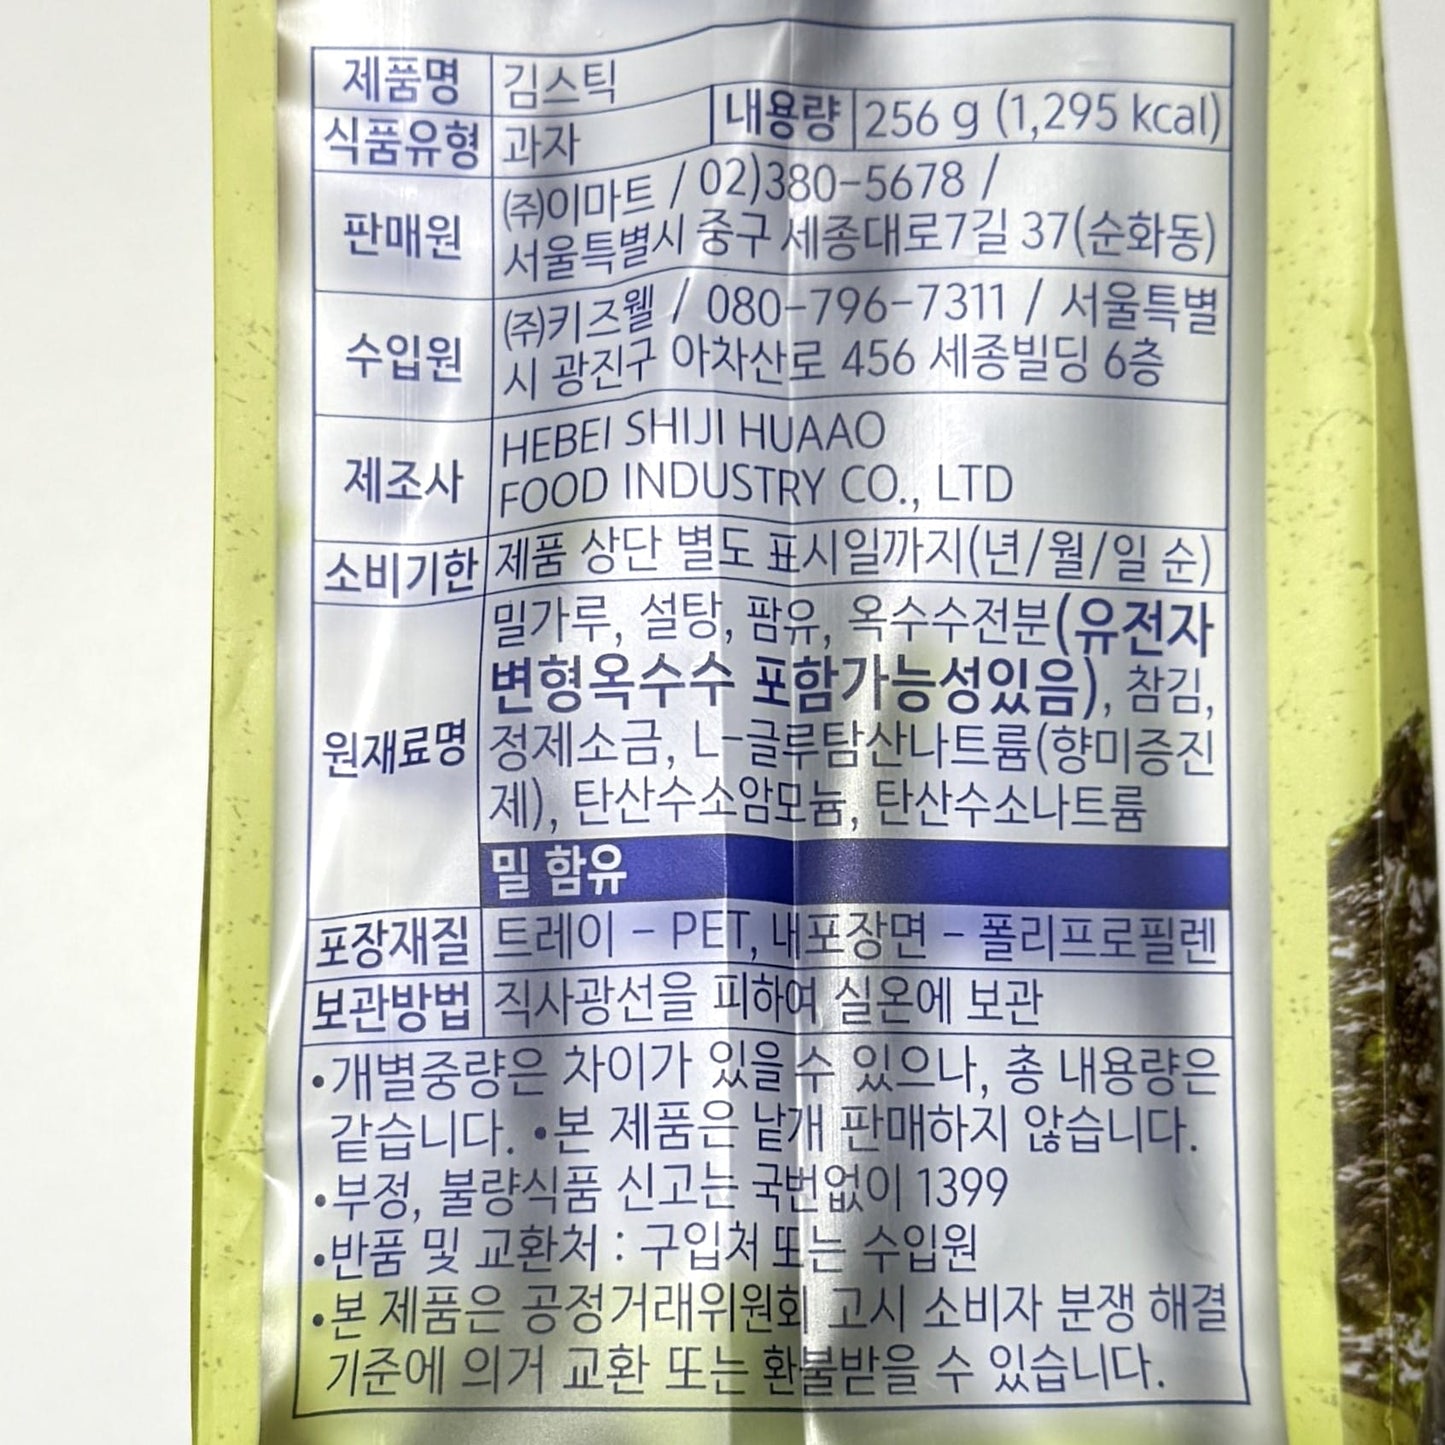 제품명 김스틱
식품유형 과자 내용량 256 g (1,295 kcal)
판매원 (주)이마트 / 02)380-5678 /
서울특별시 중구 세종대로7길 37(순화동)
수입원 (주)키즈웰 / 080-796-7311 / 서울특별
시 광진구 아차산로 456 세종빌딩 6층
제조사 HEBEI SHIJI HUAAO
FOOD INDUSTRY CO., LTD
소비기한 제품 상단 별도 표시일까지(년/월/일 순)
원재료명 밀가루, 설탕, 팜유, 옥수수전분(유전자
변형옥수수 포함가능성있음), 참김,
정제소금, L-글루탐산나트륨(향미증진
제), 탄산수소암모늄, 탄산수소나트륨
밀 함유
포장재질 트레이 - PET, 내포장면 - 폴리프로필렌
보관방법 직사광선을 피하여 실온에 보관
•개별중량은 차이가 있을 수 있으나, 총 내용량은
같습니다. •본 제품은 낱개 판매하지 않습니다.
•부정, 불량식품 신고는 국번없이 1399
•반품 및 교환처 : 구입처 또는 수입원
•본 제품은 공정거래위원회 고시 소비자 분쟁 해결
기준에 의거 교환 또는 환불받을 수 있습니다.